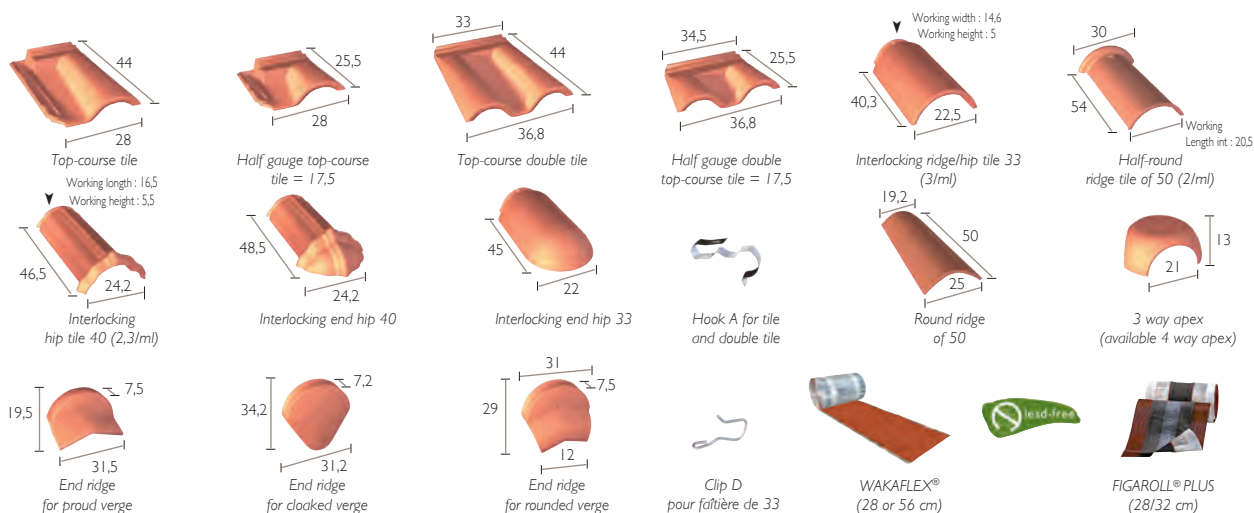 44
28
Top-course tile
25,5
28
Half gauge top-course
tile = 17,5
33
44
36,8
Top-course double tile
34,5
25,5
36,8
Half gauge double
top-course tile = 17,5
Working width : 14,6
Working height : 5
40,3
22,5
Interlocking ridge/hip tile 33
(3/ml)
30
54
Working
Length int : 20,5
Half-round
ridge tile of 50 (2/ml)
Working longth : 16,5
Working height : 5,5
46,5
24,2
Interlocking
hip tile 40 (2,3/ml)
48,5
24,2
Interlocking end hip 40
45
22
Interlocking end hip 33
Hook A for tile
and double tile
19,2
50
25
Round ridge
of 50
13
21
3 way apex
(available 4 way apex)
7,5
19,5
31,5
End ridge
for proud verge
7,2
34,2
31,2
End ridge
for cloaked verge
31
7,5
29
12
End ridge
for rounded verge
Clip D
pour faîtière de 33
WAKAFLEX®
(28 or 56 cm)
lead-free
FIGAROLL® PLUS
(28/32 cm)